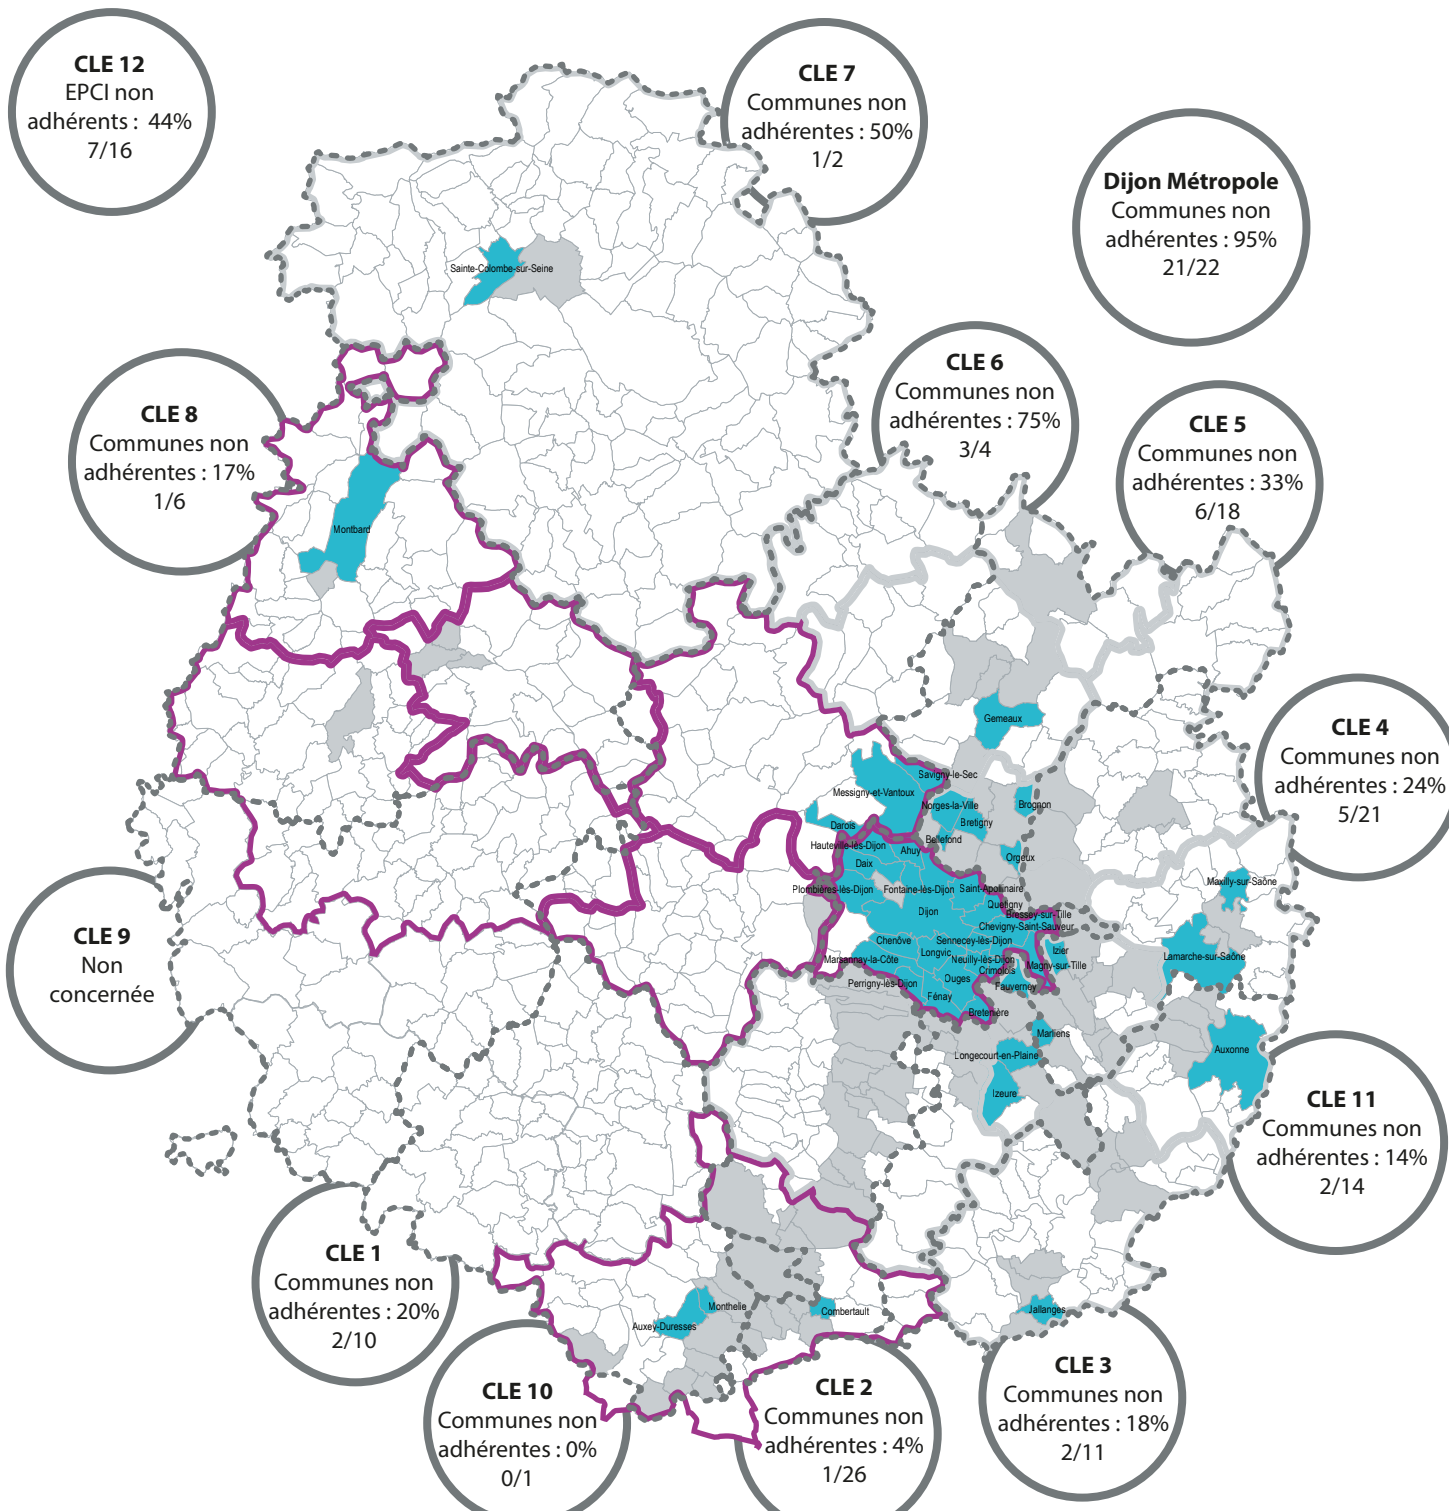 CLE 12
EPCI non
adhérents : 44%
7/16
CLE 7
Communes non
adhérentes : 50%
1/2
Dijon Métropole
Communes non
adhérentes : 95%
21/22
Sainte-Colombe-sur-Seine
CLE 6
Communes non
adhérentes : 75%
3/4
CLE 8
Communes non
adhérentes : 17%
1/6
CLE 5
Communes non
adhérentes : 33%
6/18
Montbard
CLE 4
Communes non
adhérentes : 24%
5/21
Gemeaux
Savigny-le-Sec
Messigny-et-Vantoux
Norges-la-Ville
Brognon
Bretigny
Darois
Bellefond
Hauteville-lès-Dijon
Ahuy
Orgeux
Daix
Plombières-lès-Dijon
Fontaine-lès-Dijon
Saint-Apollinaire
Maxilly-sur-Saône
Quetigny
Dijon
Bressey-sur-Tille
Chevigny-Saint-Sauveur
Chenôve
Sennecey-lès-Dijon
Longvic
Izier
Lamarche-sur-Saône
Marsannay-la-Côte
Neuilly-lès-Dijon
Magny-sur-Tille
Crimolois
Perrigny-lès-Dijon
Ouges
Fauverney
Fénay
Bretenière
CLE 9
Non
concernée
Marliens
Longecourt-en-Plaine
Auxonne
Izeure
CLE 11
Communes non
adhérentes : 14%
2/14
CLE 1
Communes non
adhérentes : 20%
2/10
Monthelie
Auxey-Duresses
Combertault
Jallanges
CLE 10
Communes non
adhérentes : 0%
0/1
CLE 2
Communes non
adhérentes : 4%
1/26
CLE 3
Communes non
adhérentes : 18%
2/11